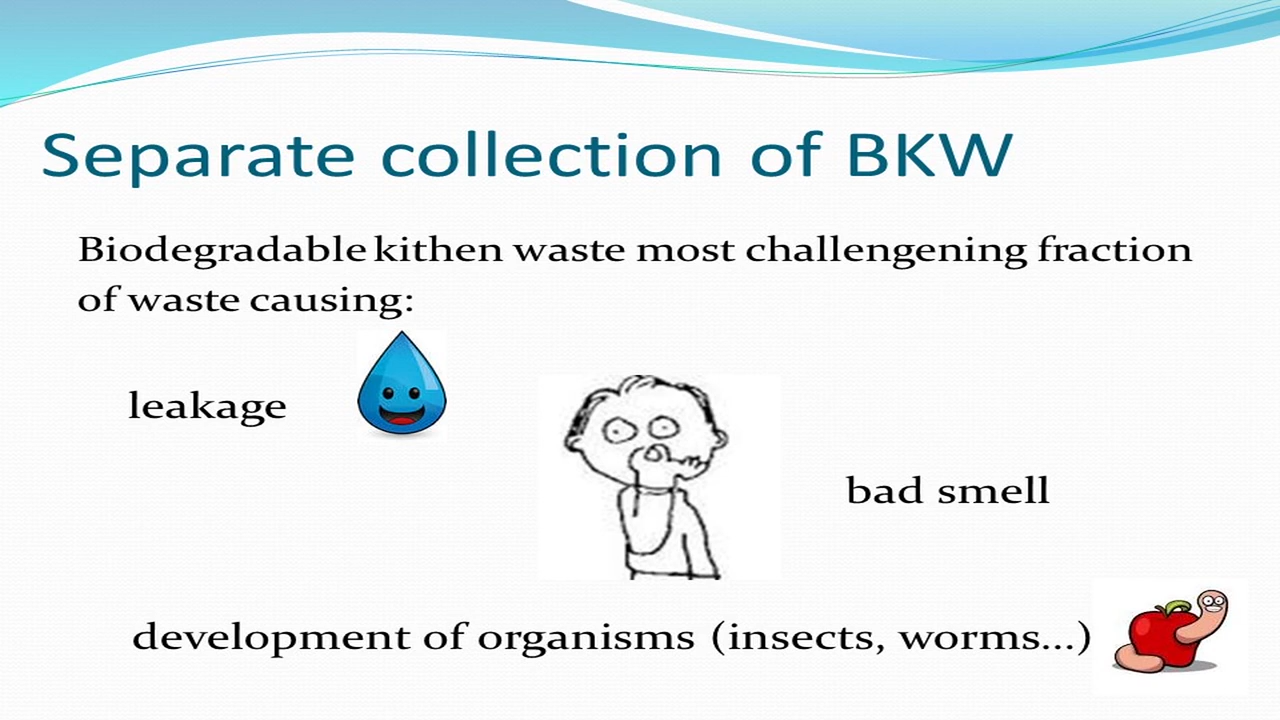 Separate collection of BKW
Biodegradable kithen waste most challengening fraction
of waste causing:
leakage
bad smell
development of organisms (insects, worms...)